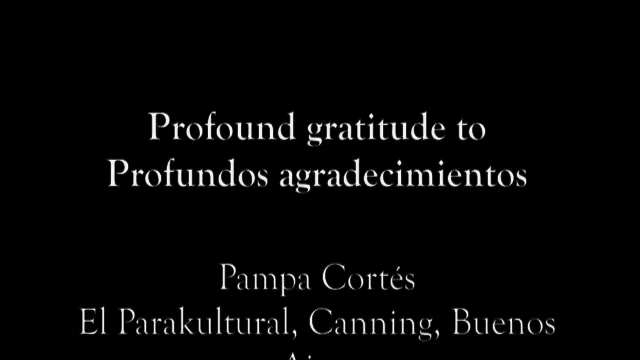 Profound gratitude to
Profundos agradecimientos
Pampa Cortés
El Parakultural, Canning, Buenos